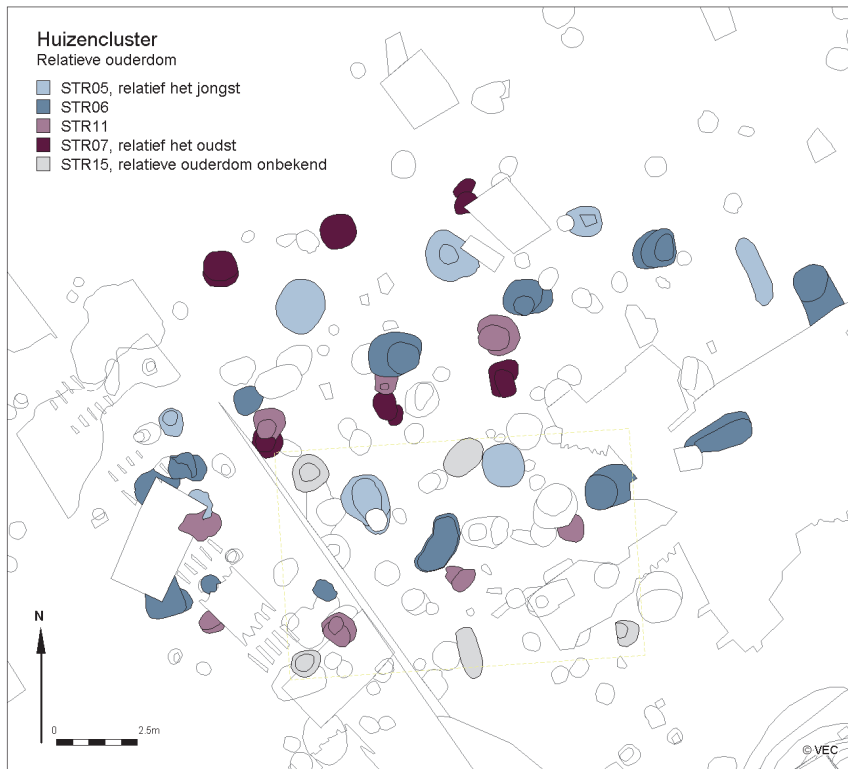 Huizencluster
Relatieve ouderdom
STR05, relatief het jongst
STR06
STR11
STR07, relatief het oudst
STR15, relatieve ouderdom onbekend
N
0
2.5m
© VEC